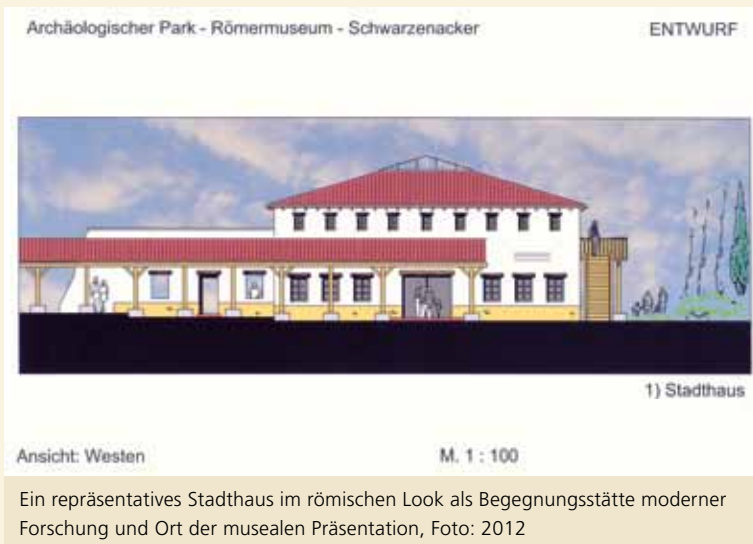 Archäologischer Park - Römermuseum - Schwarzenacker
ENTWURF
1) Stadthaus
Ansicht: Westen
M. 1 : 100
Ein repräsentatives Stadthaus im römischen Look als Begegnungsstätte moderner
Forschung und Ort der musealen Präsentation, Foto: 2012